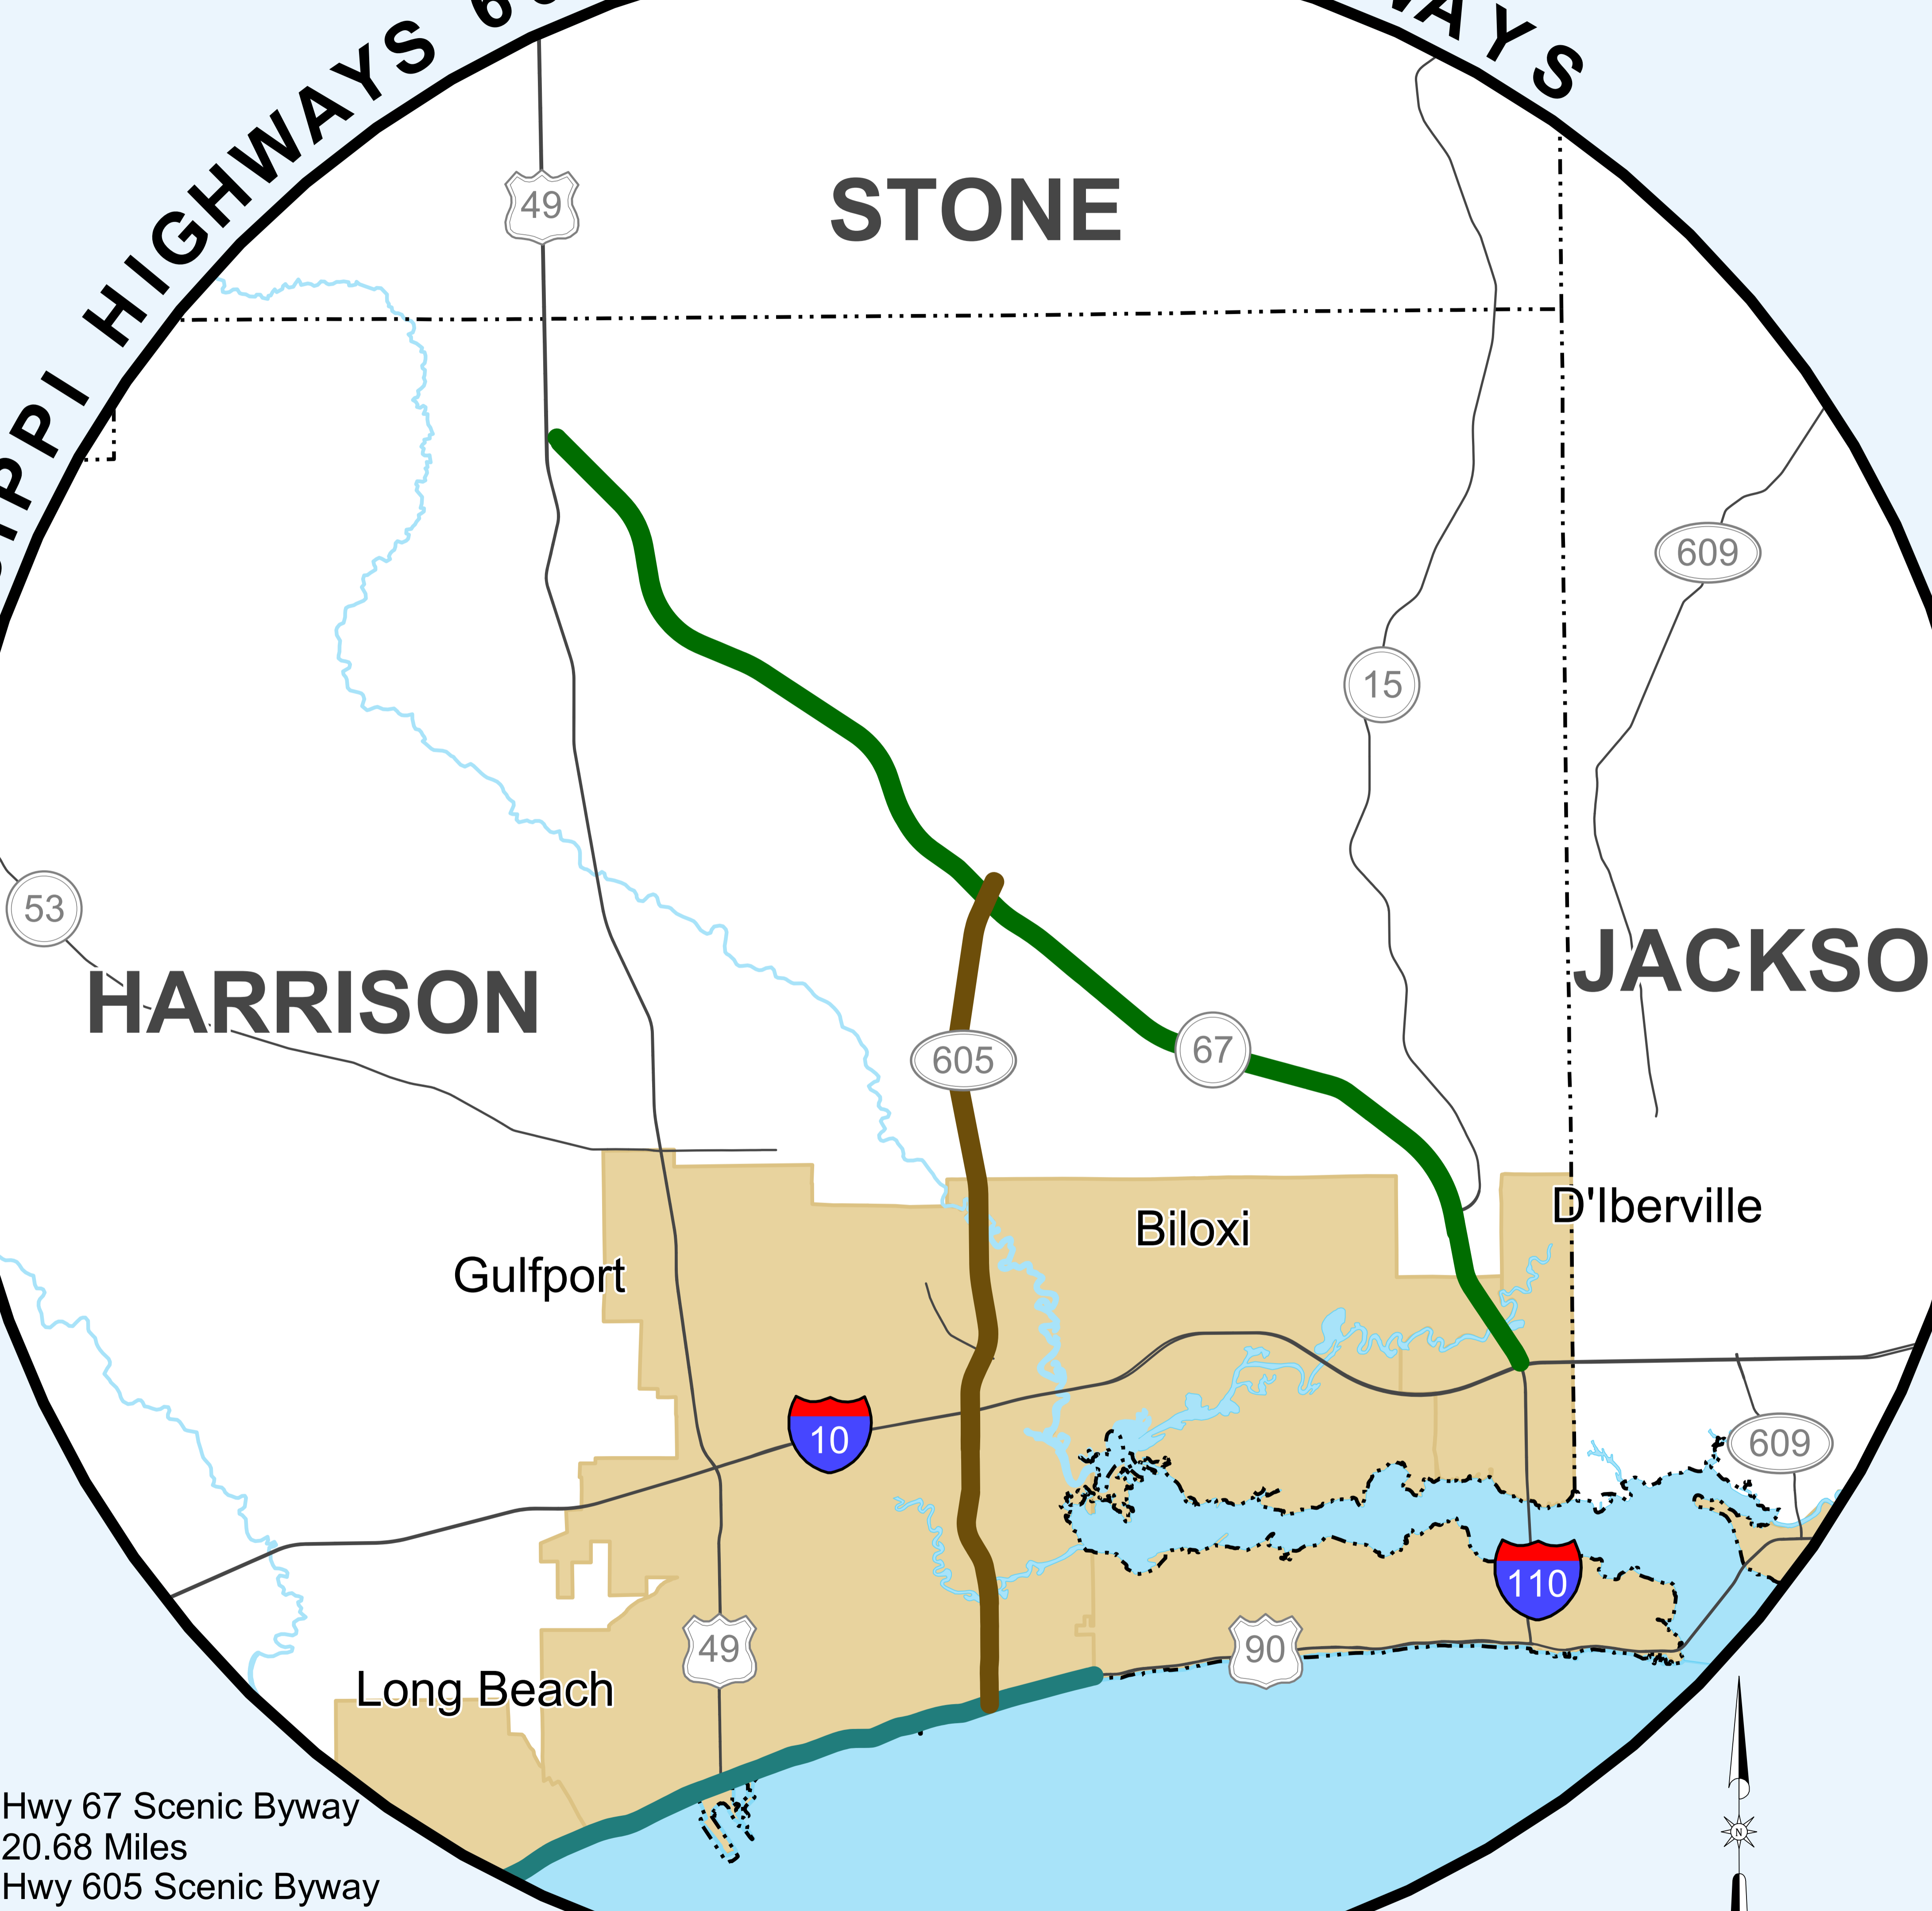 HIGHWAYS
49
STONE
609
15
53
HARRISON
JACKSO
605
67
D'Iberville
Biloxi
Gulfport
10
609
110
49
90
Long Beach
Hwy 67 Scenic Byway
20.68 Miles
Hwy 605 Scenic Byway
N